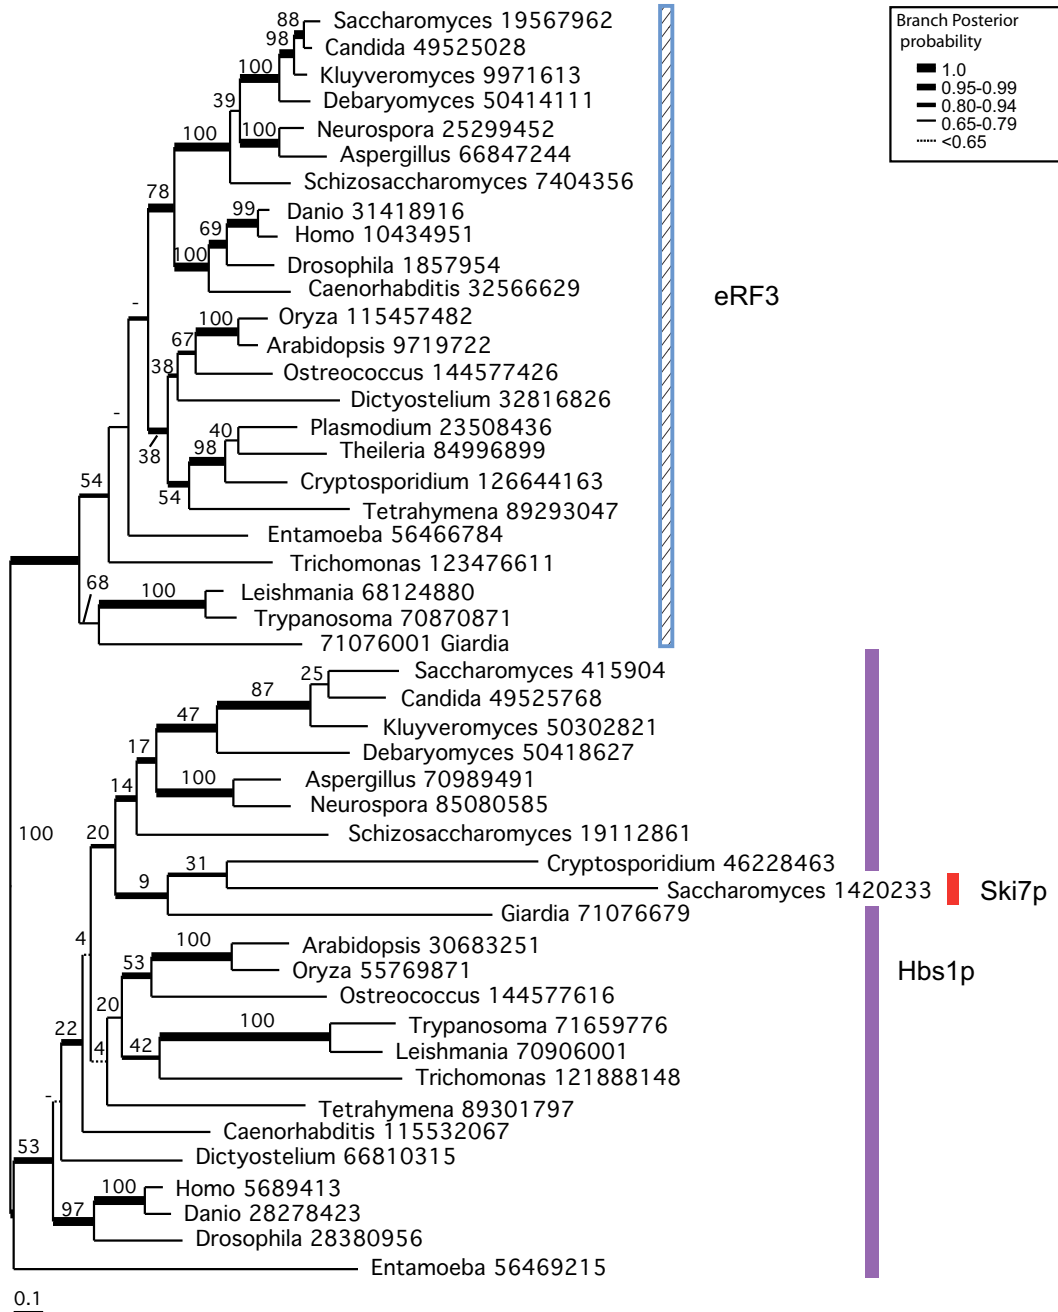 88
Saccharomyces 19567962
98
Candida 49525028
100
Kluyveromyces 9971613
39
Debaryomyces 50414111
100
Neurospora 25299452
100
Aspergillus 66847244
Schizosaccharomyces 7404356
78
99
Danio 31418916
69
Homo 10434951
100
Drosophila 1857954
Caenorhabditis 32566629
-
100
Oryza 115457482
67
Arabidopsis 9719722
38
Ostreococcus 144577426
Dictyostelium 32816826
-
40
Plasmodium 23508436
38
98
Theileria 84996899
54
Cryptosporidium 126644163
54
Tetrahymena 89293047
Entamoeba 56466784
Trichomonas 123476611
68
100
Leishmania 68124880
Trypanosoma 70870871
71076001 Giardia
eRF3
Branch Posterior
probability
1.0
0.95-0.99
0.80-0.94
0.65-0.79
<0.65
25
Saccharomyces 415904
87
Candida 49525768
47
Kluyveromyces 50302821
17
Debaryomyces 50418627
100
Aspergillus 70989491
14
Neurospora 85080585
100
20
Schizosaccharomyces 19112861
31
Cryptosporidium 46228463
9
Saccharomyces 1420233
Ski7p
Giardia 71076679
4
100
Arabidopsis 30683251
53
Oryza 55769871
Hbs1p
20
Ostreococcus 144577616
22
100
Trypanosoma 71659776
4
42
Leishmania 70906001
Trichomonas 121888148
-
Tetrahymena 89301797
Caenorhabditis 115532067
53
Dictyostelium 66810315
100
Homo 5689413
97
Danio 28278423
Drosophila 28380956
Entamoeba 56469215
0.1